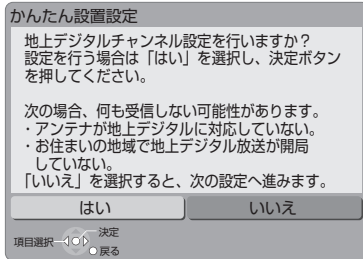 かんたん設置設定
地上デジタルチャンネル設定を行いますか？
設定を行う場合は「はい」を選択し、決定ボタン
を押してください。
次の場合、何も受信しない可能性があります。
・アンテナが地上デジタルに対応していない。
・お住まいの地域で地上デジタル放送が開局
していない。
「いいえ」を選択すると、次の設定へ進みます。
はい
いいえ
決定
項目選択
戻る